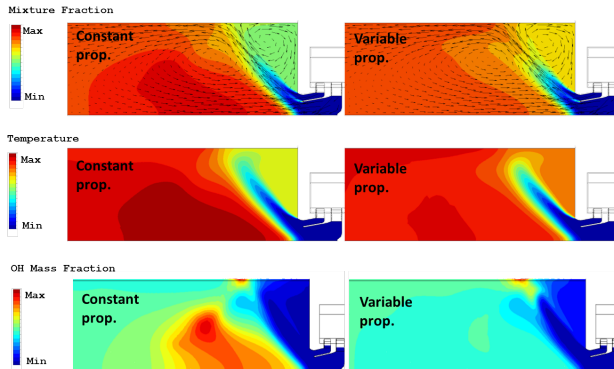 Mixture Fraction
Max
Min
Constant
prop.
Variable
prop.
Temperature
Max
Min
Constant
prop.
Variable
prop.
OH Mass Fraction
Max
Min
Constant
prop.
Variable
prop.